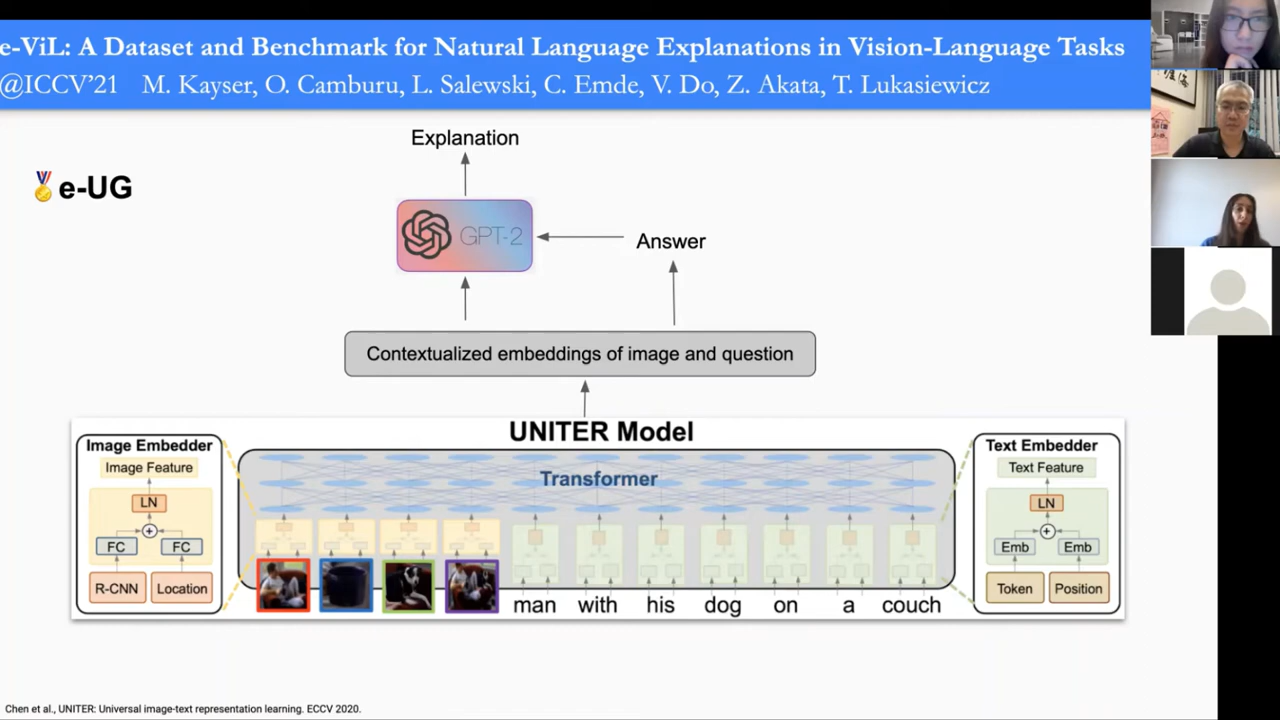 e-ViL: A Dataset and Benchmark for Natural Language Explanations in Vision-Language Tasks
@ICCV'21 M. Kayser, O. Camburu, L. Salewski, C. Emde, V. Do, Z. Akata, T. Lukasiewicz
Explanation
e-UG
GPT-2
Answer
Contextualized embeddings of image and question
UNITER Model
Image Embedder
Image Feature
LN
FC
FC
R-CNN
Location
Transformer
man with his dog on a couch
Text Embedder
Text Feature
LN
Emb
Emb
Token
Position
Chen et al., UNITER: Universal image-text representation learning. ECCV 2020.